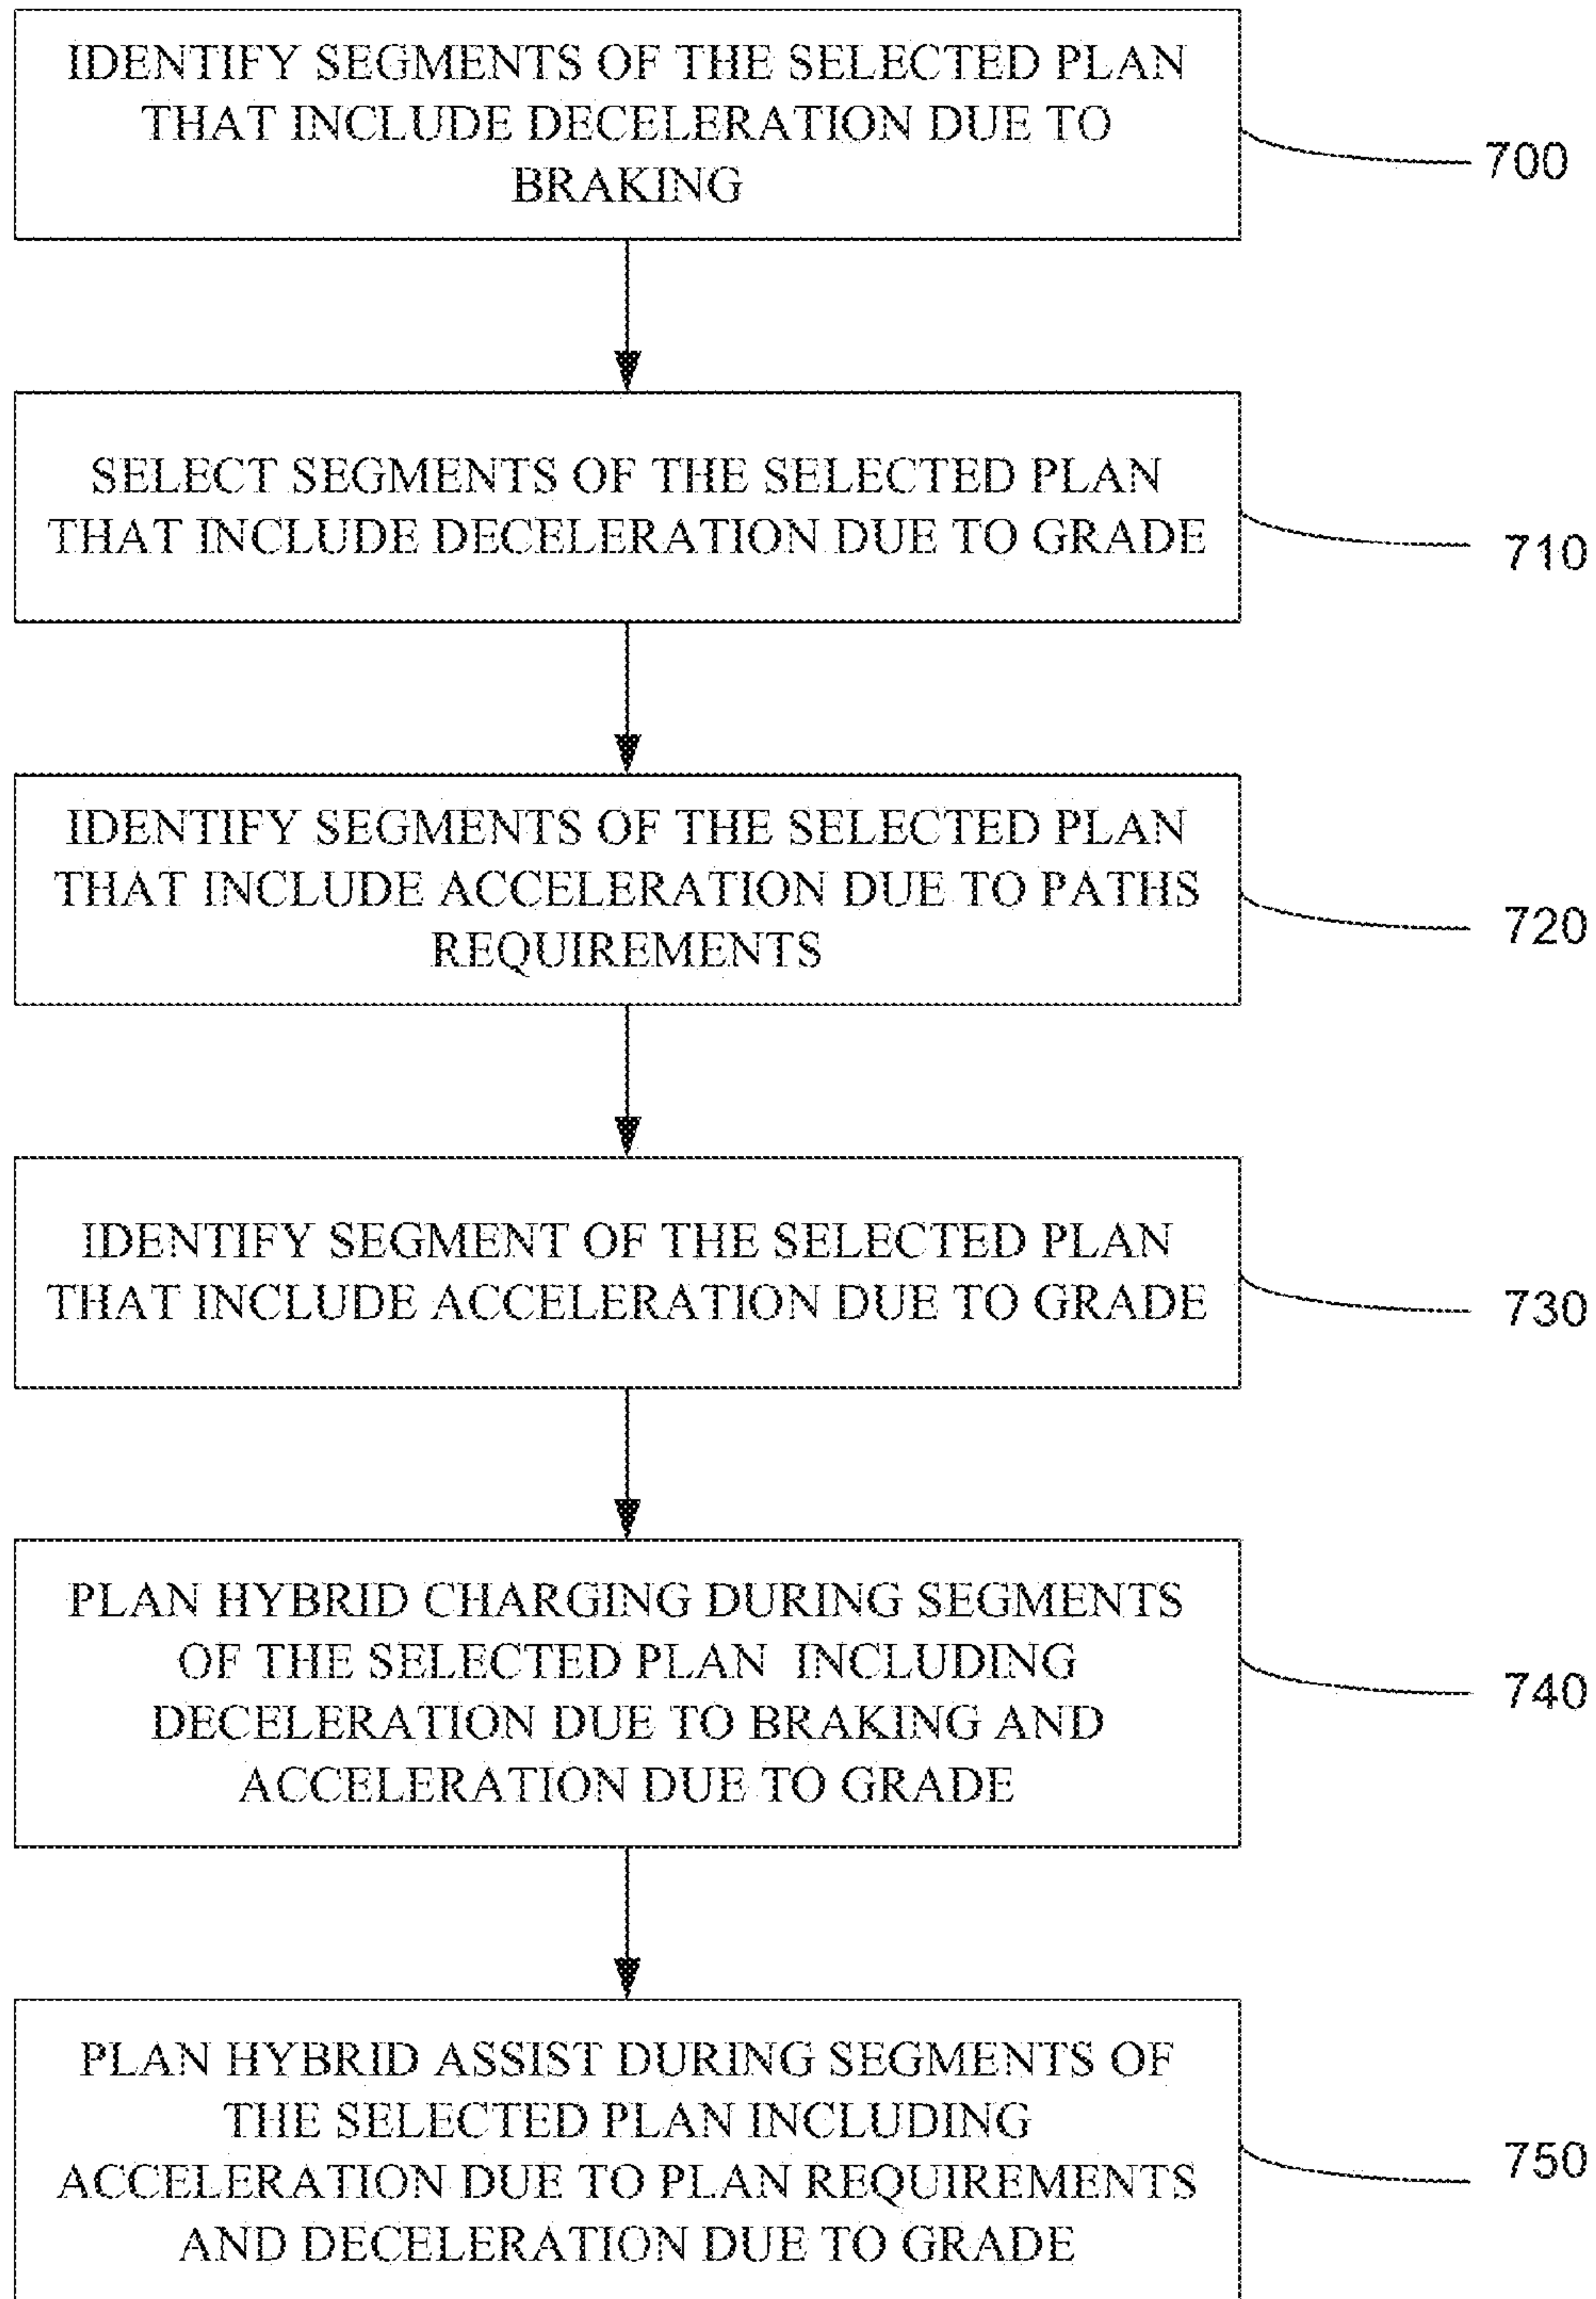 IDENTIFY SEGMENTS OF THE SELECTED PLAN
THAT INCLUDE DECELERATION DUE TO
BRAKING
700
SELECT SEGMENTS OF THE SELECTED PLAN
THAT INCLUDE DECELERATION DUE TO GRADE
710
IDENTIFY SEGMENTS OF THE SELECTED PLAN
THAT INCLUDE ACCELERATION DUE TO PATHS
REQUIREMENTS
720
IDENTIFY SEGMENT OF THE SELECTED PLAN
THAT INCLUDE ACCELERATION DUE TO GRADE
730
PLAN HYBRID CHARGING DURING SEGMENTS
OF THE SELECTED PLAN INCLUDING
DECELERATION DUE TO BRAKING AND
ACCELERATION DUE TO GRADE
740
PLAN HYBRID ASSIST DURING SEGMENTS OF
THE SELECTED PLAN INCLUDING
ACCELERATION DUE TO PLAN REQUIREMENTS
AND DECELERATION DUE TO GRADE
750